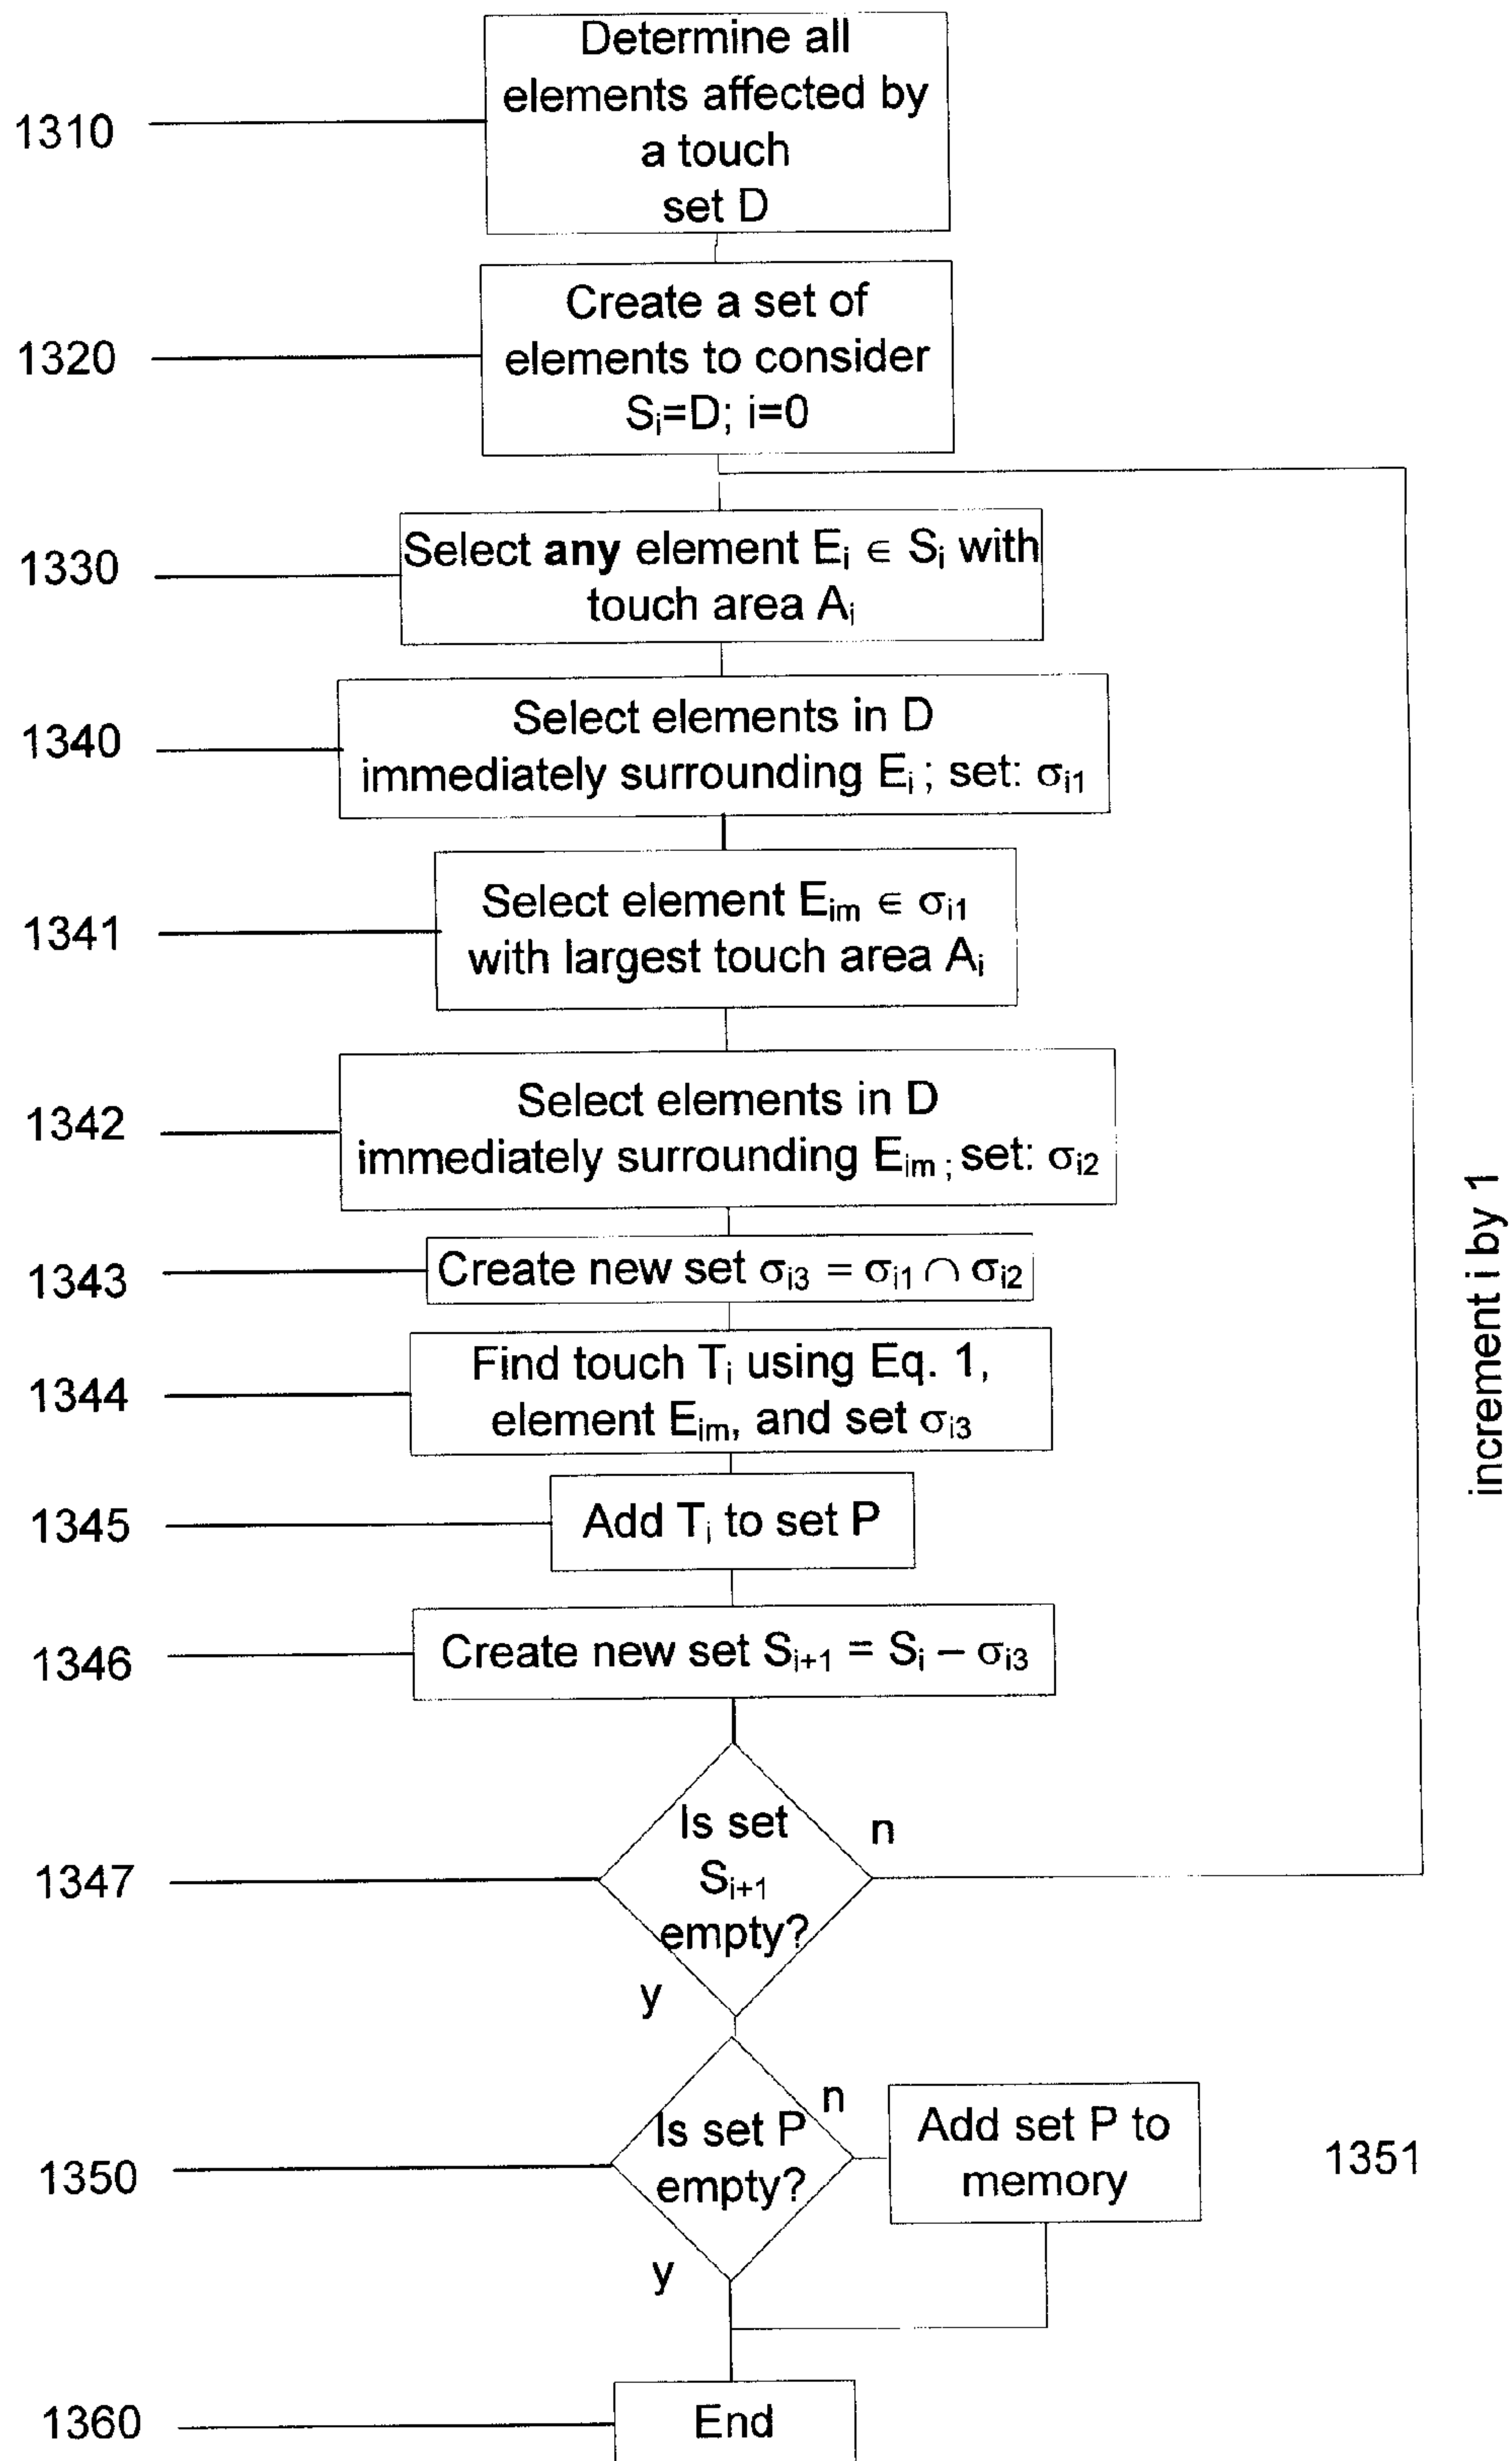 Determine all
elements affected by
a touch
set D
1310
Create a set of
elements to consider
Sᵢ=D; i=0
1320
Select any element Eᵢ ∈ Sᵢ with
touch area Aᵢ
1330
Select elements in D
immediately surrounding Eᵢ ; set: σᵢ₁
1340
Select element Eᵢₘ ∈ σᵢ₁
with largest touch area Aᵢ
1341
Select elements in D
immediately surrounding Eᵢₘ ; set: σᵢ₂
1342
Create new set σᵢ₃ = σᵢ₁ ∩ σᵢ₂
1343
Find touch Tᵢ using Eq. 1,
element Eᵢₘ, and set σᵢ₃
1344
Add Tᵢ to set P
1345
Create new set Sᵢ₊₁ = Sᵢ – σᵢ₃
1346
Is set
Sᵢ₊₁
empty?
n
y
1347
increment i by 1
Is set P
empty?
n
y
1350
Add set P to
memory
1351
End
1360